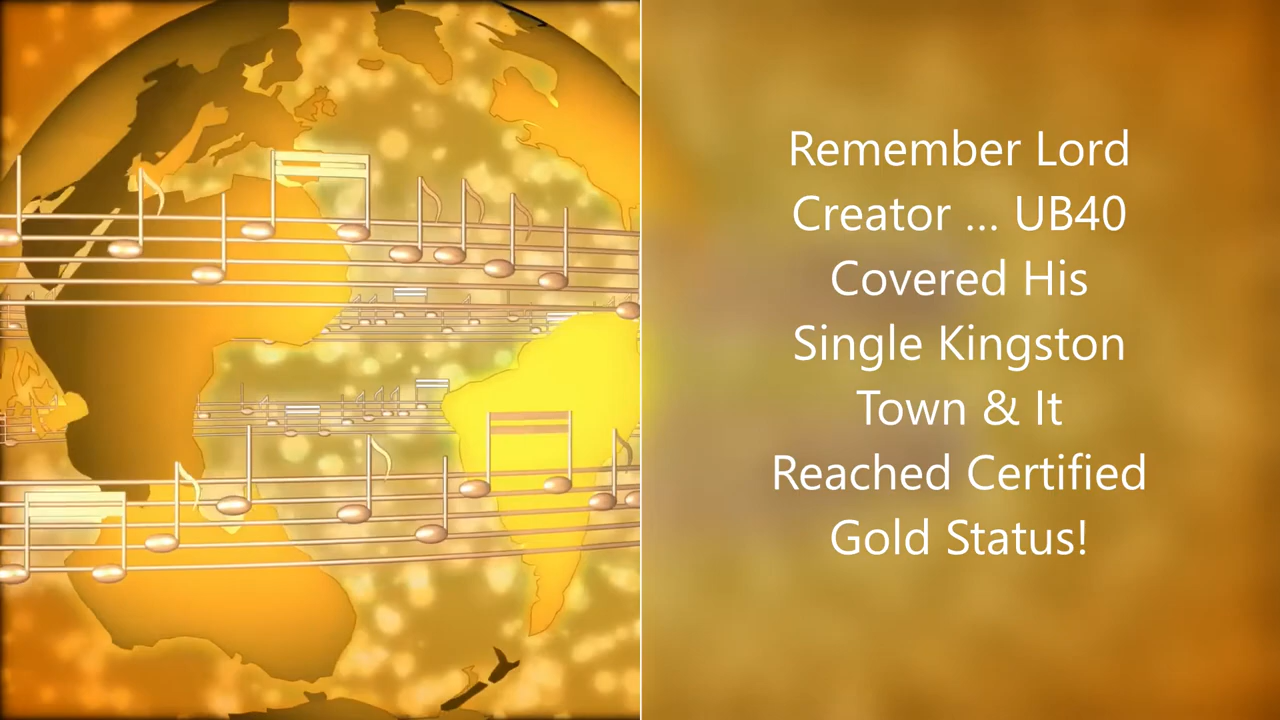 Remember Lord
Creator ... UB40
Covered His
Single Kingston
Town & It
Reached Certified
Gold Status!